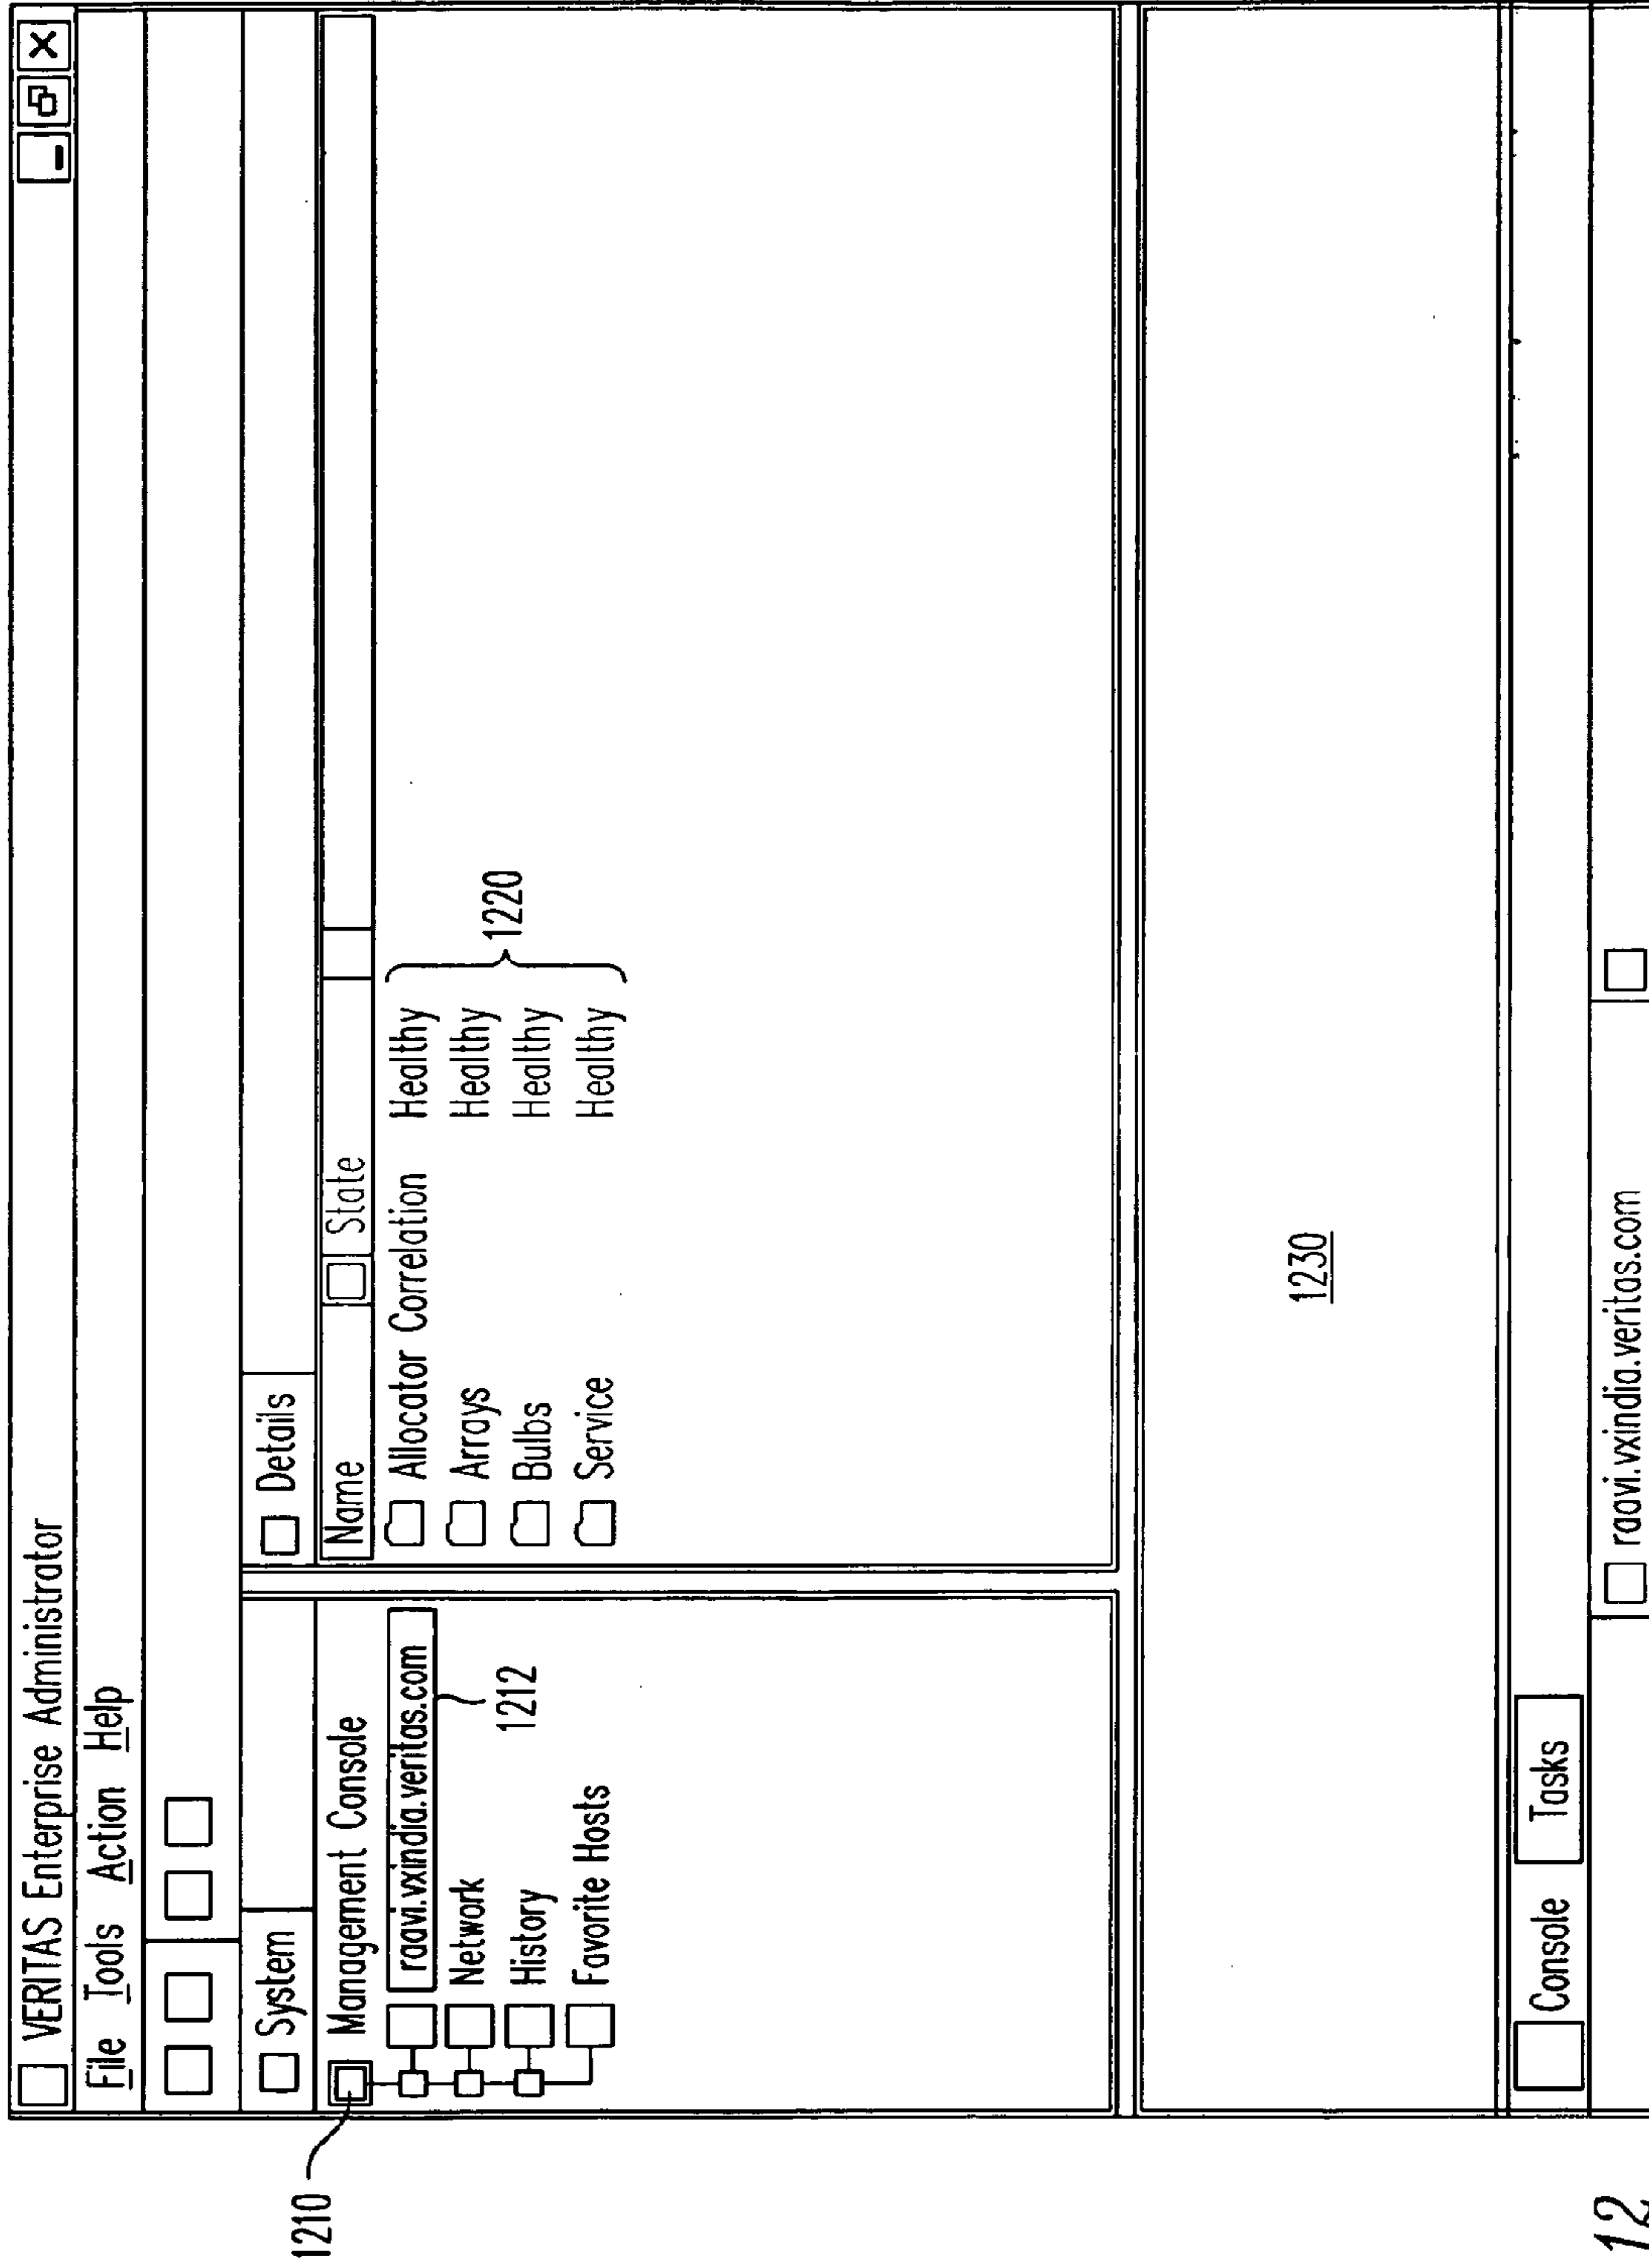 VERITAS Enterprise Administrator
File Tools Action Help
System
Details
Management Console
Name State
raavi.vxindia.veritas.com
Allocator Correlation Healthy
Network
Arrays Healthy
History
Bulbs Healthy
Favorite Hosts
Service Healthy
1210
1212
1220
1230
Console Tasks
raavi.vxindia.veritas.com
12